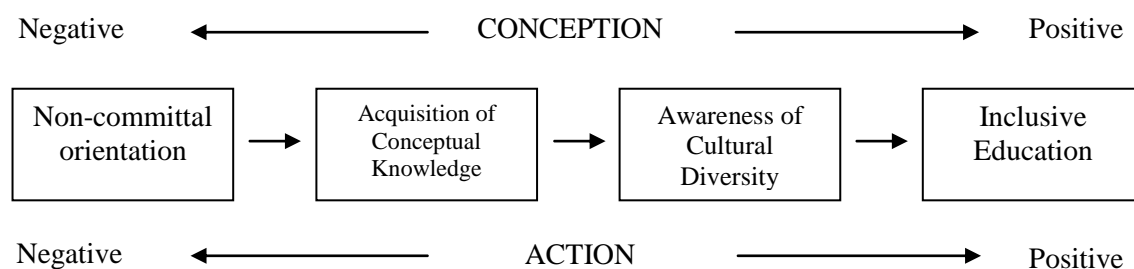 Negative CONCEPTION Positive
Non-committal
orientation
Acquisition of
Conceptual
Knowledge
Awareness of
Cultural
Diversity
Inclusive
Education
Negative ACTION Positive